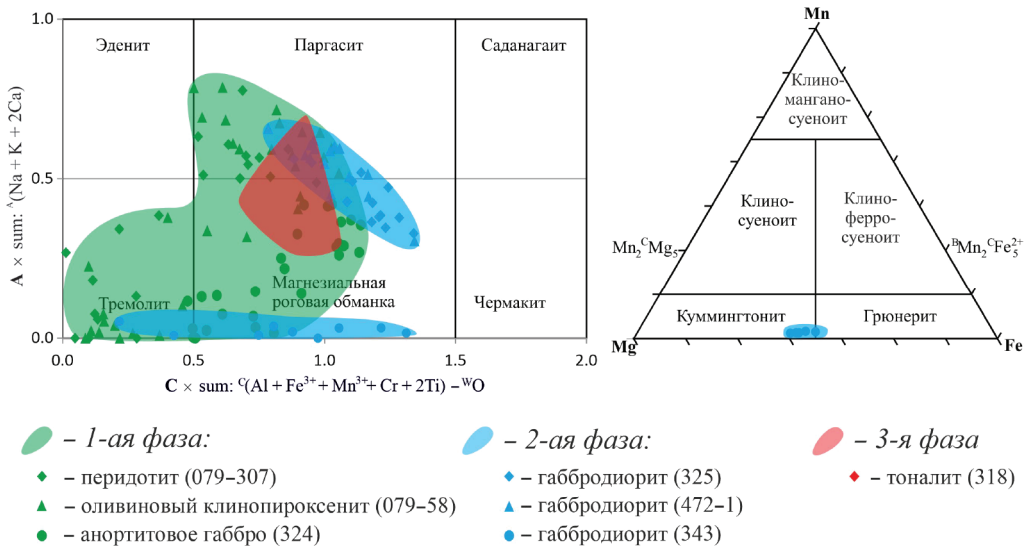 1.0
0.5
0.0
0.0
0.5
1.0
1.5
2.0
A × sum: ᴬ(Na + K + 2Ca)
C × sum: ᶜ(Al + Fe³⁺ + Mn³⁺+ Cr + 2Ti) – ᵂO
Эденит
Паргасит
Саданагаит
Тремолит
Магнезиальная
роговая обманка
Чермакит
Mn
Клино-
мангано-
суеноит
Клино-
суеноит
Клино-
ферро-
суеноит
Mn₂ᶜMg₅
ᴮMn₂ᶜFe₅²⁺
Куммингтонит
Грюнерит
Mg
Fe
– 1-ая фаза:
– перидотит (079–307)
– оливиновый клинопироксенит (079–58)
– анортитовое габбро (324)
– 2-ая фаза:
– габбродиорит (325)
– габбродиорит (472–1)
– габбродиорит (343)
– 3-я фаза
– тоналит (318)